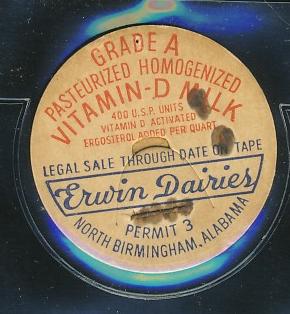 GRADE A
PASTEURIZED HOMOGENIZED
VITAMIN-D MILK
400 U.S.P. UNITS
VITAMIN D ACTIVATED
ERGOSTEROL ADDED PER QUART
LEGAL SALE THROUGH DATE ON TAPE
Erwin Dairies
PERMIT 3
NORTH BIRMINGHAM, ALABAMA